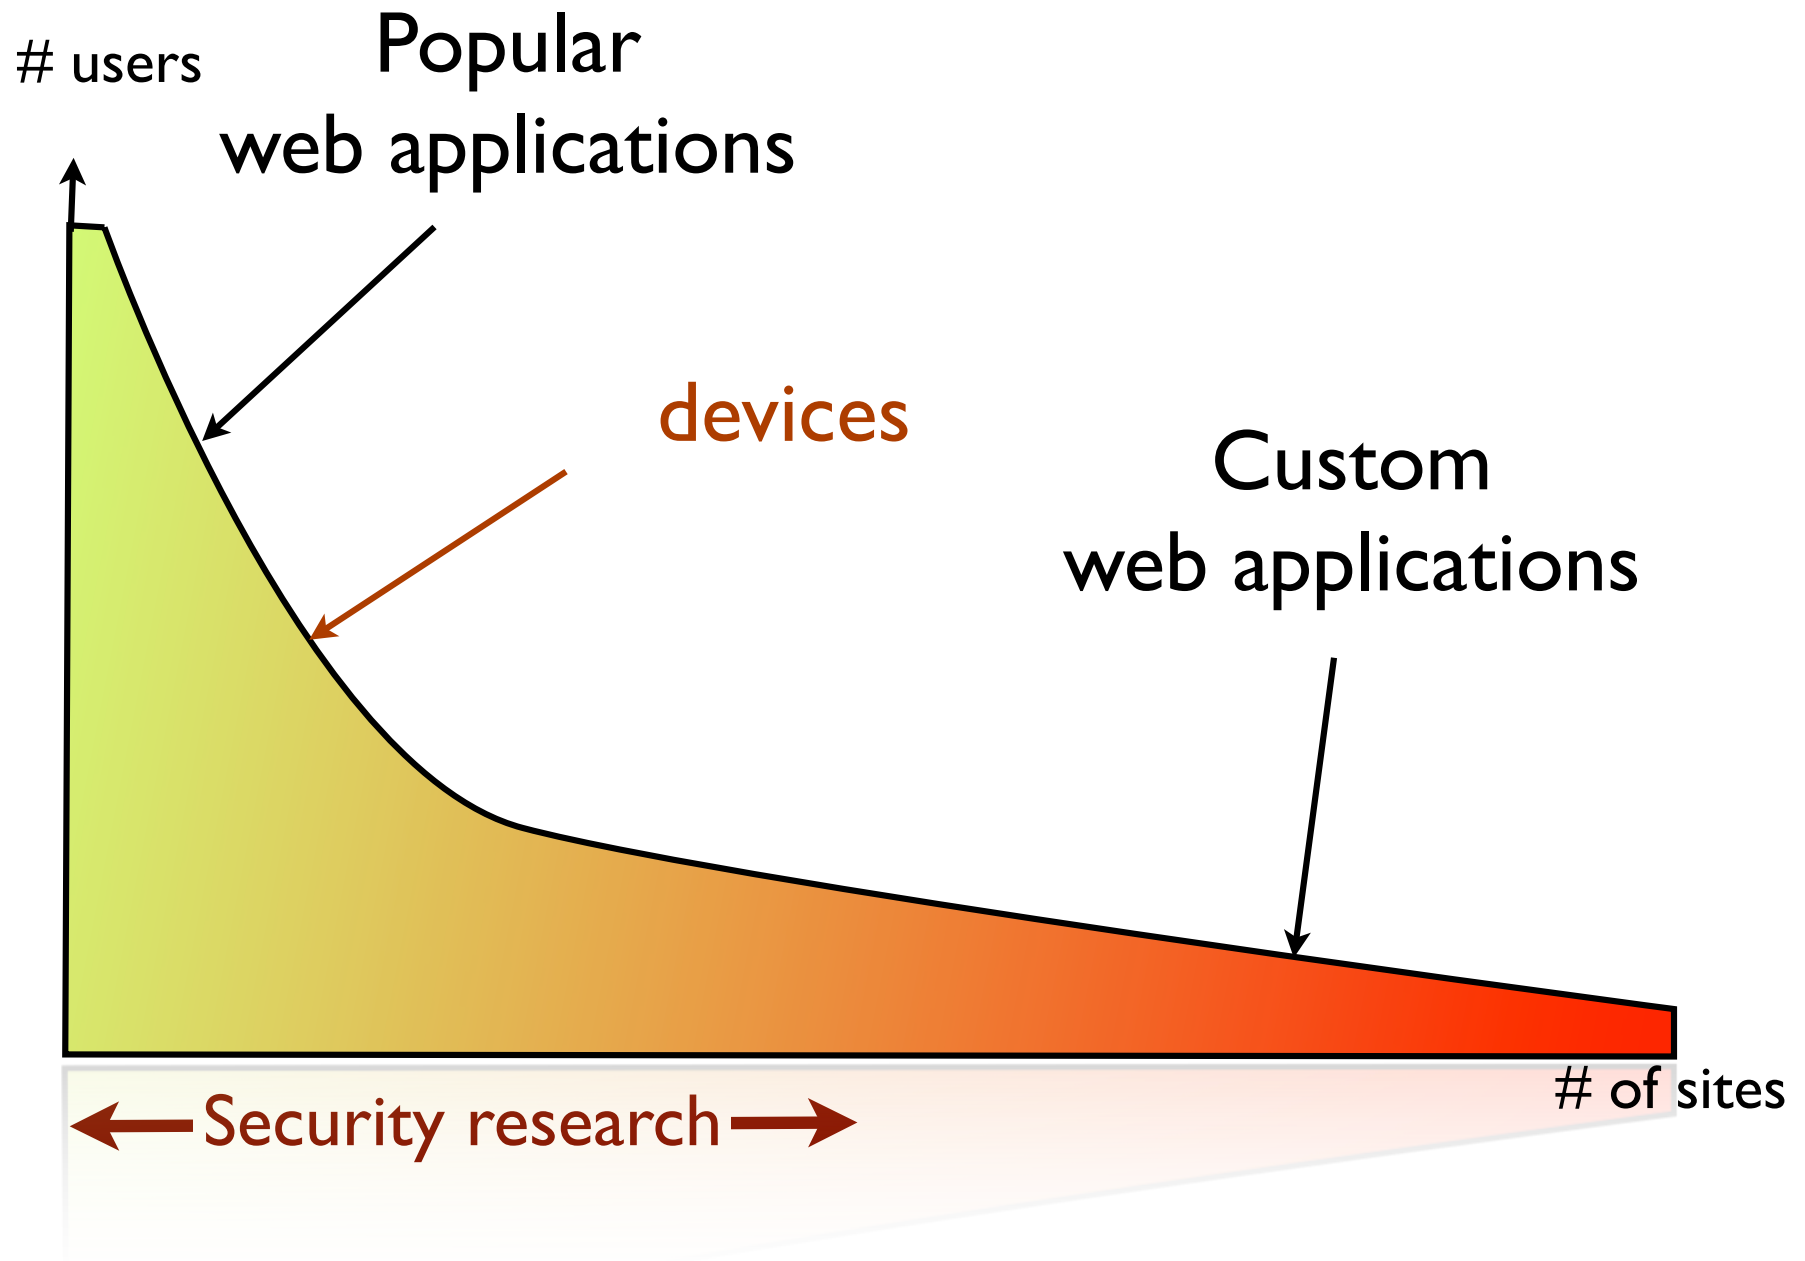 # users
Popular
web applications
devices
Custom
web applications
# of sites
Security research